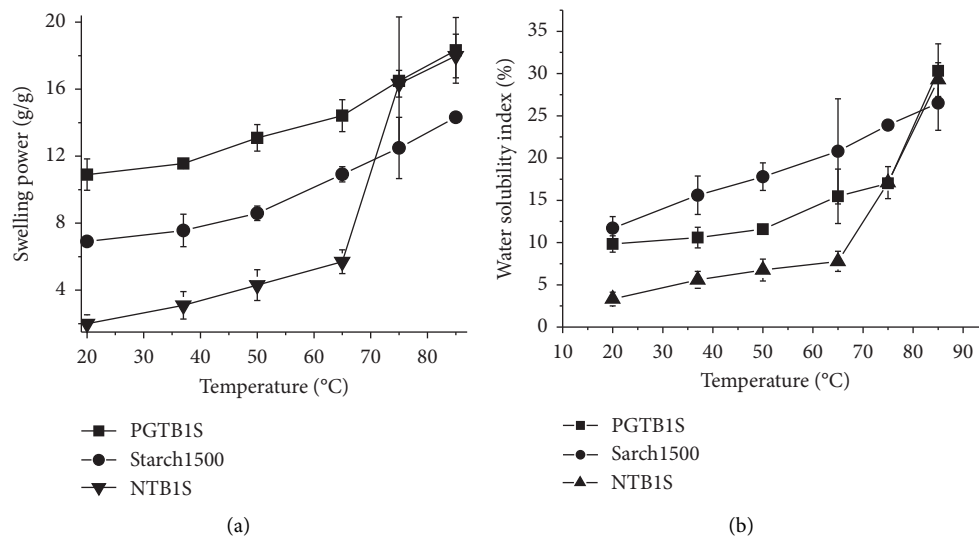 20
16
12
8
4
Swelling power (g/g)
20 30 40 50 60 70 80
Temperature (°C)
PGTB1S
Starch1500
NTB1S
(a)
35
30
25
20
15
10
5
0
Water solubility index (%)
10 20 30 40 50 60 70 80 90
Temperature (°C)
PGTB1S
Sarch1500
NTB1S
(b)